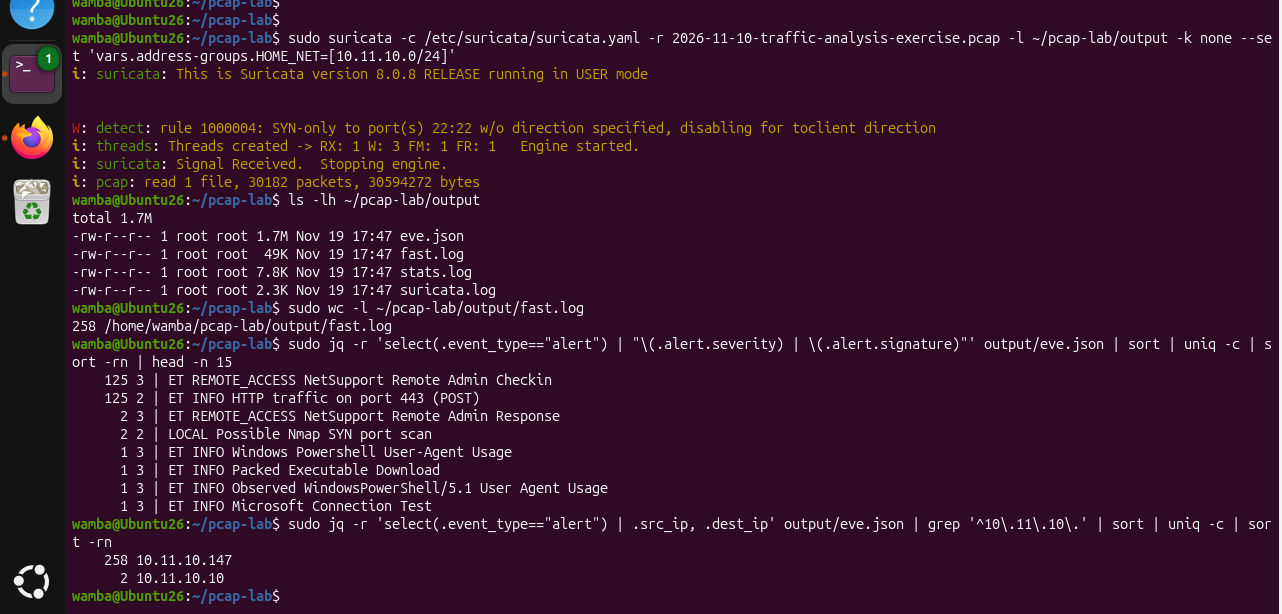 wamba@Ubuntu26:~/pcap-lab$
wamba@Ubuntu26:~/pcap-lab$
wamba@Ubuntu26:~/pcap-lab$ sudo suricata -c /etc/suricata/suricata.yaml -r 2026-11-10-traffic-analysis-exercise.pcap -l ~/pcap-lab/output -k none --se
t 'vars.address-groups.HOME_NET=[10.11.10.0/24]'
i: suricata: This is Suricata version 8.0.8 RELEASE running in USER mode
W: detect: rule 1000004: SYN-only to port(s) 22:22 w/o direction specified, disabling for toclient direction
i: threads: Threads created -> RX: 1 W: 3 FM: 1 FR: 1   Engine started.
i: suricata: Signal Received.  Stopping engine.
i: pcap: read 1 file, 30182 packets, 30594272 bytes
wamba@Ubuntu26:~/pcap-lab$ ls -lh ~/pcap-lab/output
total 1.7M
-rw-r--r-- 1 root root 1.7M Nov 19 17:47 eve.json
-rw-r--r-- 1 root root  49K Nov 19 17:47 fast.log
-rw-r--r-- 1 root root 7.8K Nov 19 17:47 stats.log
-rw-r--r-- 1 root root 2.3K Nov 19 17:47 suricata.log
wamba@Ubuntu26:~/pcap-lab$ sudo wc -l ~/pcap-lab/output/fast.log
258 /home/wamba/pcap-lab/output/fast.log
wamba@Ubuntu26:~/pcap-lab$ sudo jq -r 'select(.event_type=="alert") | "\(.alert.severity) | \(.alert.signature)"' output/eve.json | sort | uniq -c | s
ort -rn | head -n 15
    125 3 | ET REMOTE_ACCESS NetSupport Remote Admin Checkin
    125 2 | ET INFO HTTP traffic on port 443 (POST)
      2 3 | ET REMOTE_ACCESS NetSupport Remote Admin Response
      2 2 | LOCAL Possible Nmap SYN port scan
      1 3 | ET INFO Windows Powershell User-Agent Usage
      1 3 | ET INFO Packed Executable Download
      1 3 | ET INFO Observed WindowsPowerShell/5.1 User Agent Usage
      1 3 | ET INFO Microsoft Connection Test
wamba@Ubuntu26:~/pcap-lab$ sudo jq -r 'select(.event_type=="alert") | .src_ip, .dest_ip' output/eve.json | grep '^10\.11\.10\.' | sort | uniq -c | sor
t -rn
    258 10.11.10.147
      2 10.11.10.10
wamba@Ubuntu26:~/pcap-lab$
?
>_
1